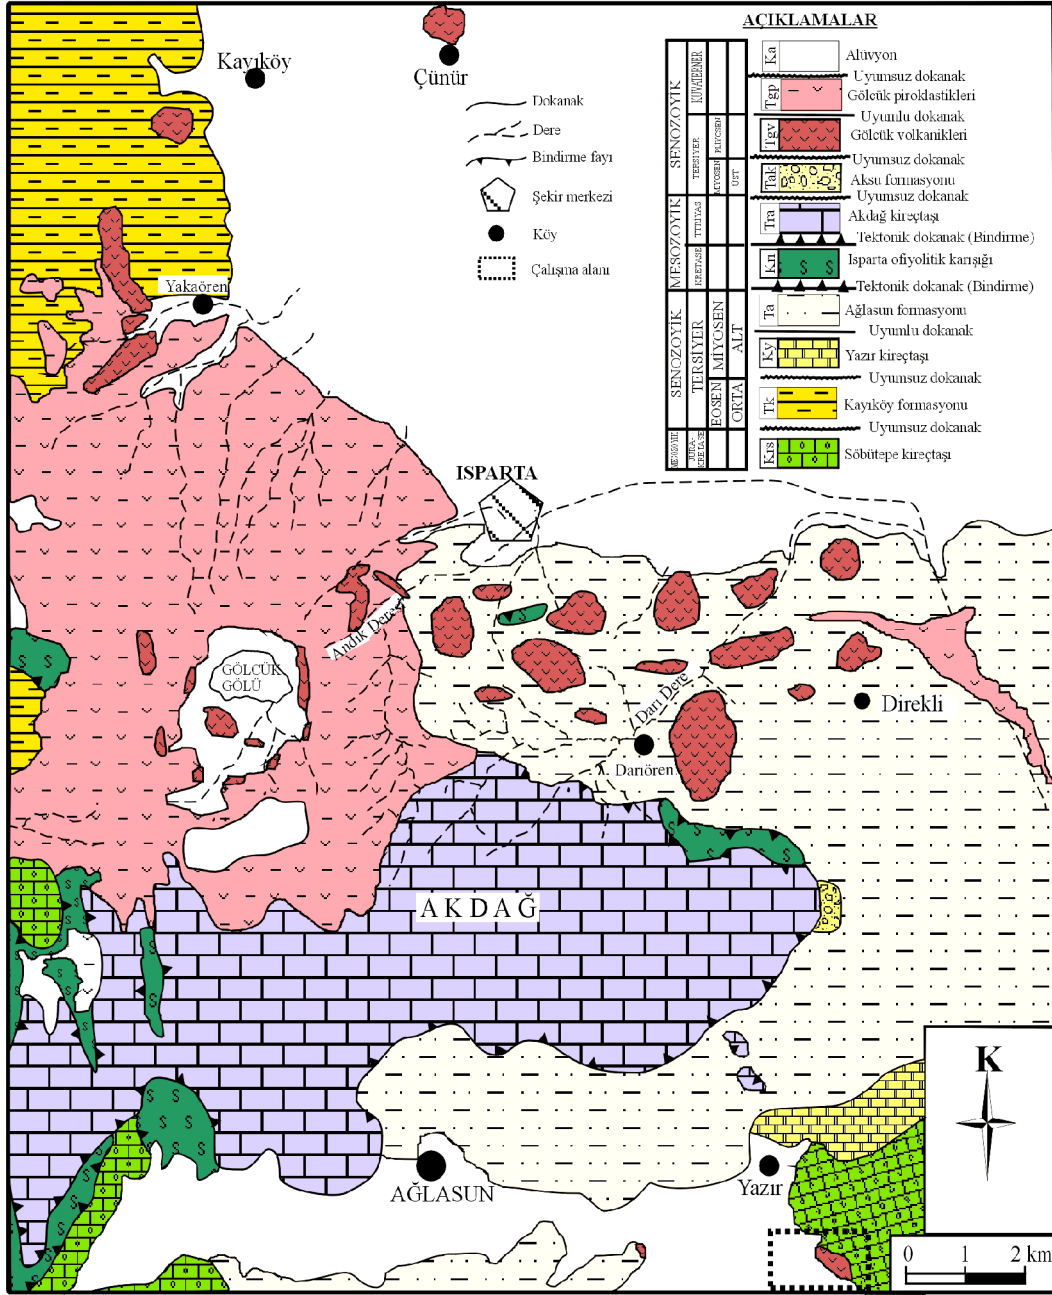 AÇIKLAMALAR
Kayıköy
Çünür
Dokanak
Dere
Bindirme fayı
Şekir merkezi
Köy
Çalışma alanı
SENOZOYİK
KUVATERNER
TERSİYER
PLİYOSEN
MİYOSEN
ÜST
MESOZOYİK
KRETASE
SENOZOYİK
TERSİYER
MİYOSEN
ALT
EOSEN
ORTA
JURA-
KRETASE
Ka
Alüvyon
Uyumsuz dokanak
Tgp
Gölcük piroklastikleri
Uyumlu dokanak
Tgv
Gölcük volkanikleri
Uyumsuz dokanak
Tak
Aksu formasyonu
Uyumsuz dokanak
Tra
Akdağ kireçtaşı
Tektonik dokanak (Bindirme)
Kn
Isparta ofiyolitik karışığı
Tektonik dokanak (Bindirme)
Ta
Ağlasun formasyonu
Uyumlu dokanak
Ky
Yazır kireçtaşı
Uyumsuz dokanak
Tk
Kayıköy formasyonu
Uyumsuz dokanak
Krs
Söbütepe kireçtaşı
Yakaören
ISPARTA
Andık Deresi
GÖLCÜK
GÖLÜ
Darı Dere
Direkli
Darıören
AKDAĞ
K
AĞLASUN
Yazır
0 1 2 km